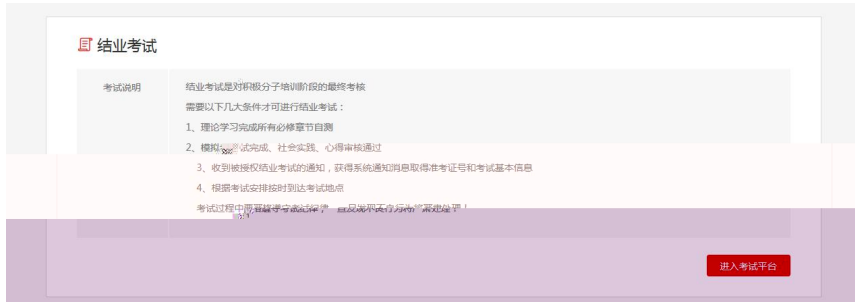 结业考试
考试说明
结业考试是对积极分子培训阶段的最终考核
需要以下几大条件才可进行结业考试：
1、理论学习完成所有必修章节自测
2、模拟考试完成、社会实践、心得审核通过
3、收到被授权结业考试的通知，获得系统通知消息取得准考证号和考试基本信息
4、根据考试安排按时到达考试地点
考试过程中
进入考试平台